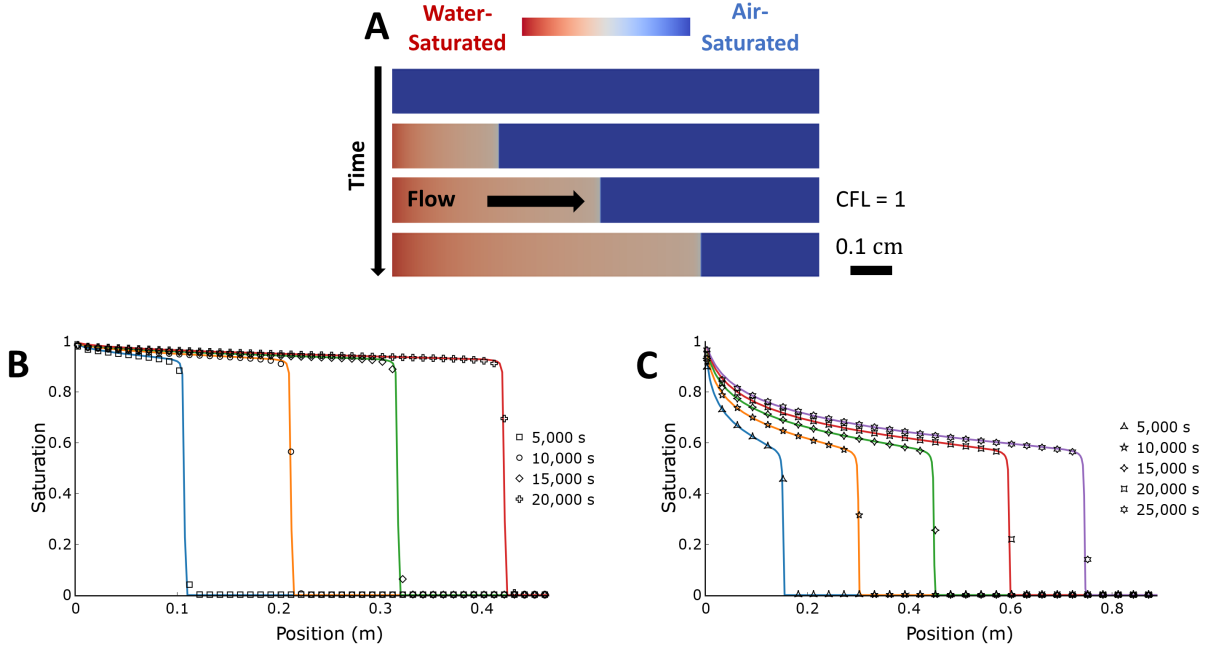 A
Water-
Saturated
Air-
Saturated
Time
Flow
CFL = 1
0.1 cm
B
Saturation
1
0.8
0.6
0.4
0.2
0
0
0.1
0.2
0.3
0.4
Position (m)
5,000 s
10,000 s
15,000 s
20,000 s
C
Saturation
1
0.8
0.6
0.4
0.2
0
0
0.2
0.4
0.6
0.8
Position (m)
5,000 s
10,000 s
15,000 s
20,000 s
25,000 s